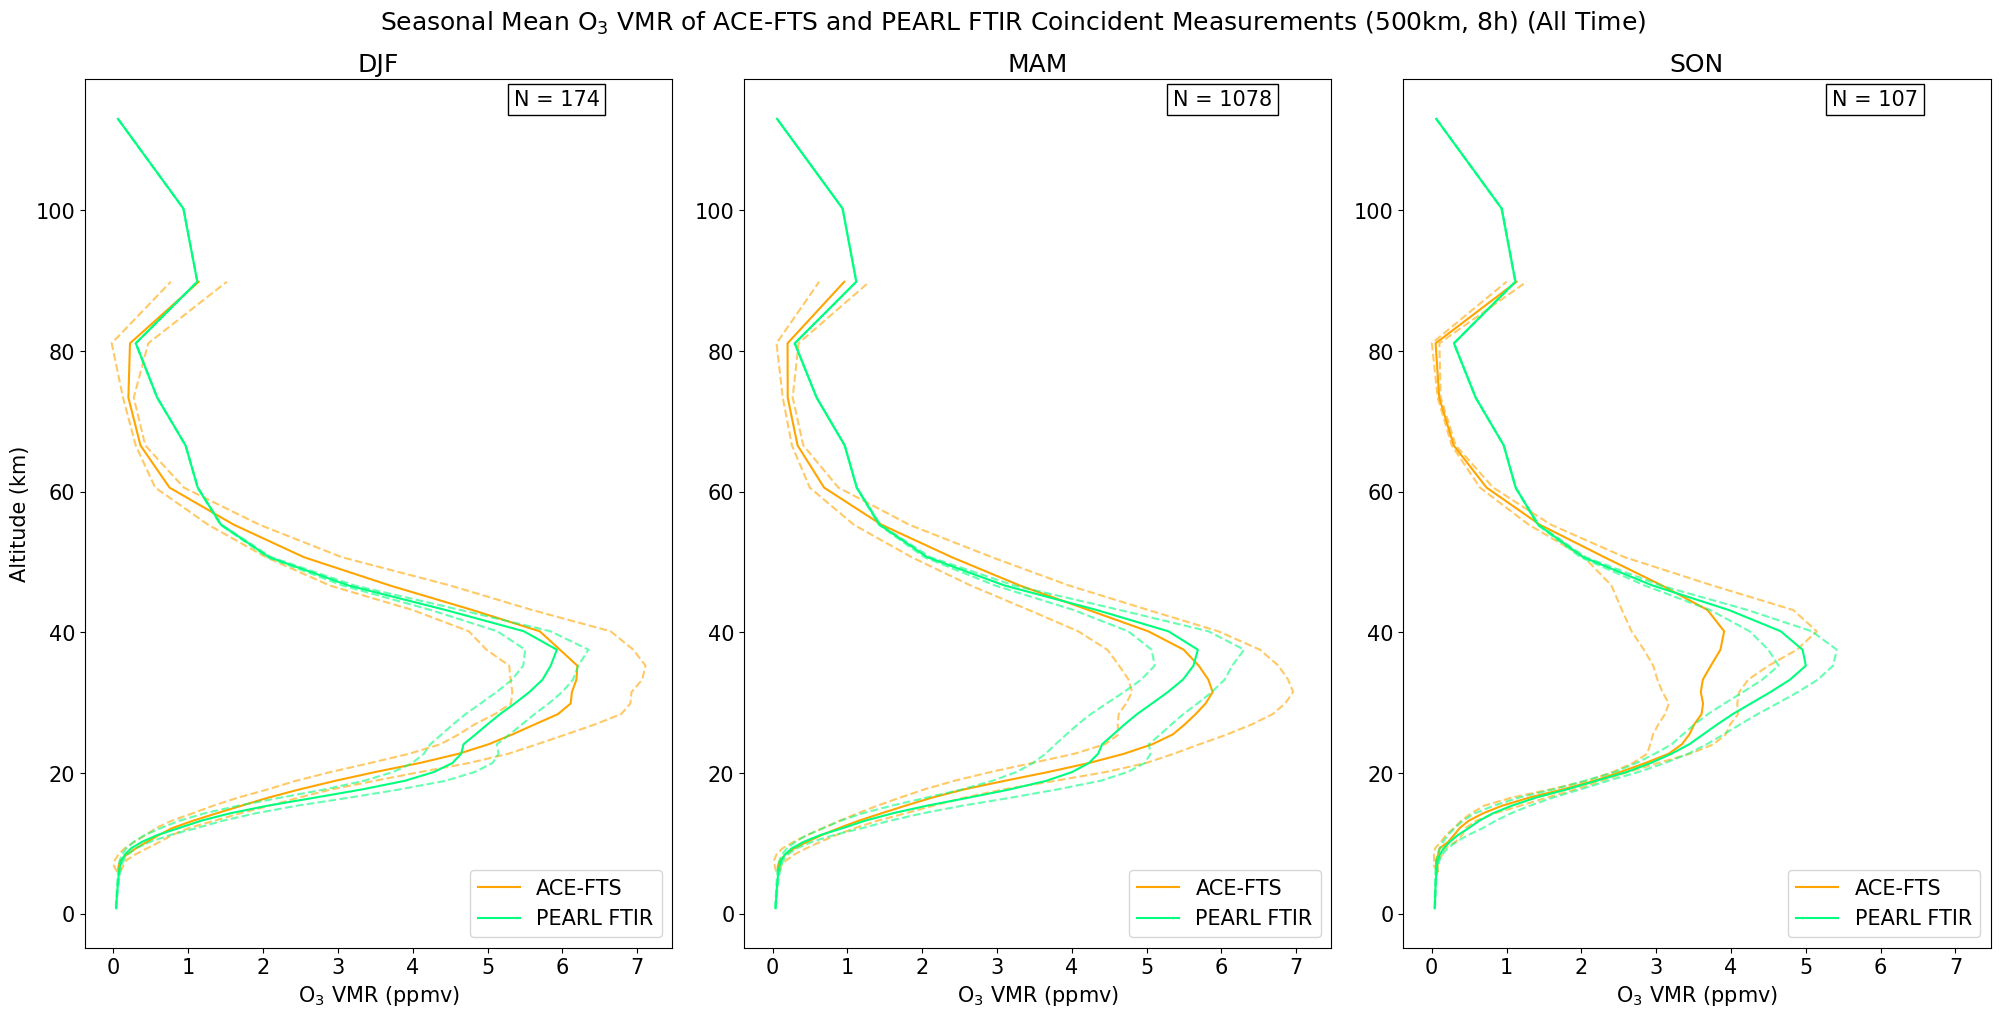 Seasonal Mean O₃ VMR of ACE-FTS and PEARL FTIR Coincident Measurements (500km, 8h) (All Time)
DJF
N = 174
Altitude (km)
100
80
60
40
20
0
ACE-FTS
PEARL FTIR
0 1 2 3 4 5 6 7
O₃ VMR (ppmv)
MAM
N = 1078
100
80
60
40
20
0
ACE-FTS
PEARL FTIR
0 1 2 3 4 5 6 7
O₃ VMR (ppmv)
SON
N = 107
100
80
60
40
20
0
ACE-FTS
PEARL FTIR
0 1 2 3 4 5 6 7
O₃ VMR (ppmv)